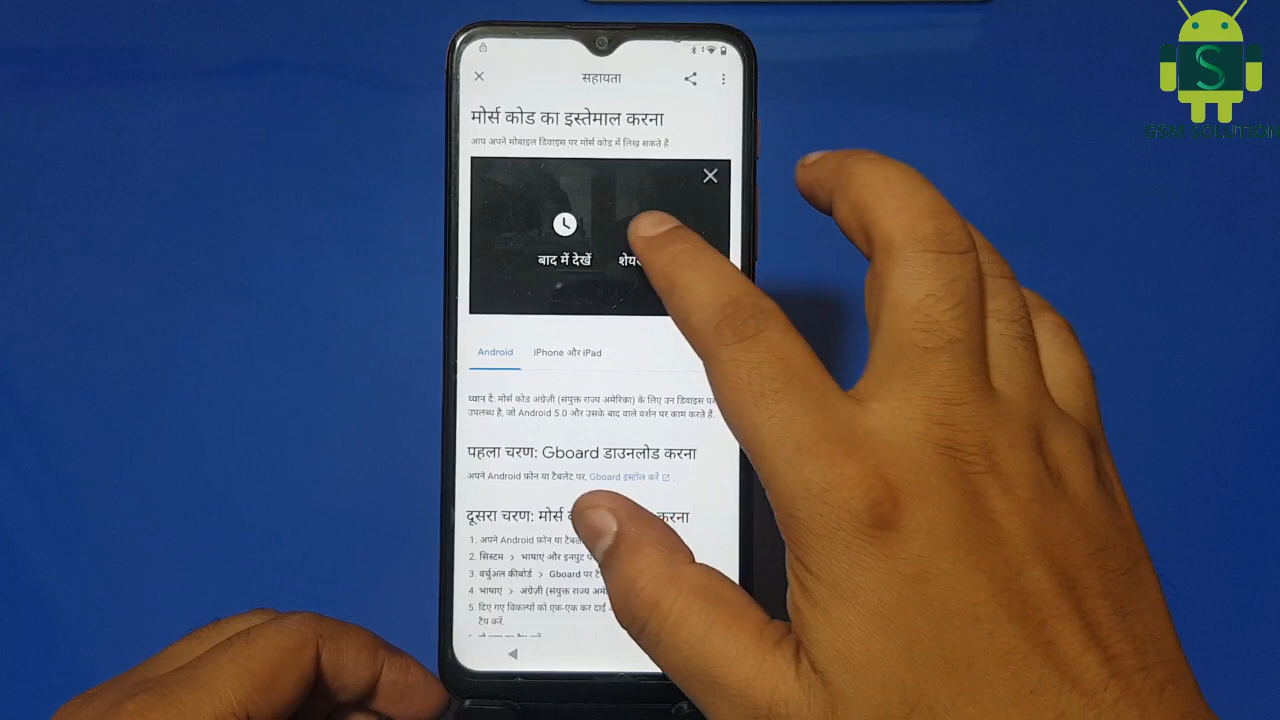 GSM SOLUTION
सहायता
मोर्स कोड का इस्तेमाल करना
आप अपने मोबाइल डिवाइस पर मोर्स कोड में लिख सकते हैं.
बाद में देखें
Android
iPhone और iPad
ध्यान दें: मोर्स कोड अंग्रेज़ी (संयुक्त राज्य अमेरिका) के लिए उन डिवाइस पर
उपलब्ध है, जो Android 5.0 और उसके बाद वाले वर्शन पर काम करते हैं.
पहला चरण: Gboard डाउनलोड करना
अपने Android फ़ोन या टैबलेट पर, Gboard इंस्टॉल करें.
दूसरा चरण: मोर्स करना
1. अपने Android फ़ोन या
2. सिस्टम > भाषाएं और इनपुट
3. वर्चुअल कीबोर्ड > Gboard पर
4. भाषाएं > अंग्रेज़ी (संयुक्त राज्य
5. दिए गए विकल्पों को एक-एक कर दाईं
टैप करें.